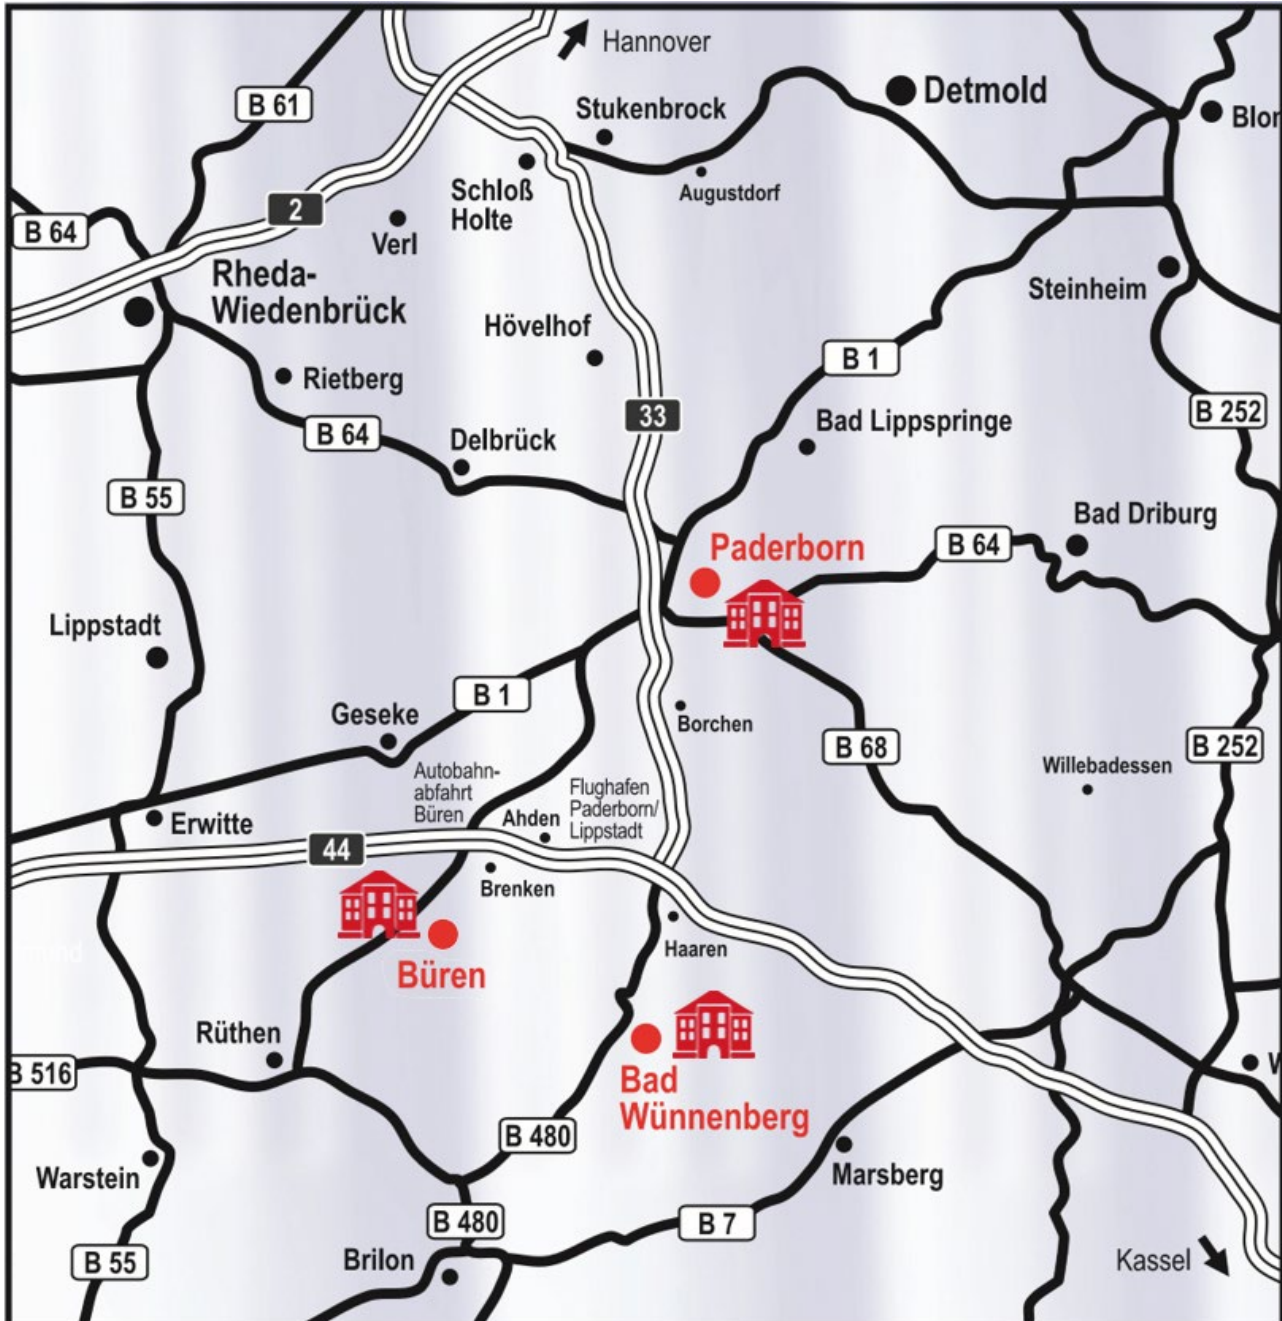 Hannover
B 61
Stukenbrock
Detmold
Blor
Schloß
Holte
Augustdorf
2
B 64
Verl
Rheda-
Wiedenbrück
Steinheim
Hövelhof
B 1
Rietberg
33
B 252
B 64
Delbrück
Bad Lippspringe
B 55
Bad Driburg
Paderborn
B 64
Lippstadt
B 1
Geseke
Borchen
B 68
B 252
Willebadessen
Autobahn-
abfahrt
Büren
Flughafen
Paderborn/
Lippstadt
Ahden
Erwitte
44
Brenken
Haaren
Büren
Rüthen
B 516
Bad
Wünnenberg
B 480
Warstein
Marsberg
B 480
B 7
B 55
Brilon
Kassel